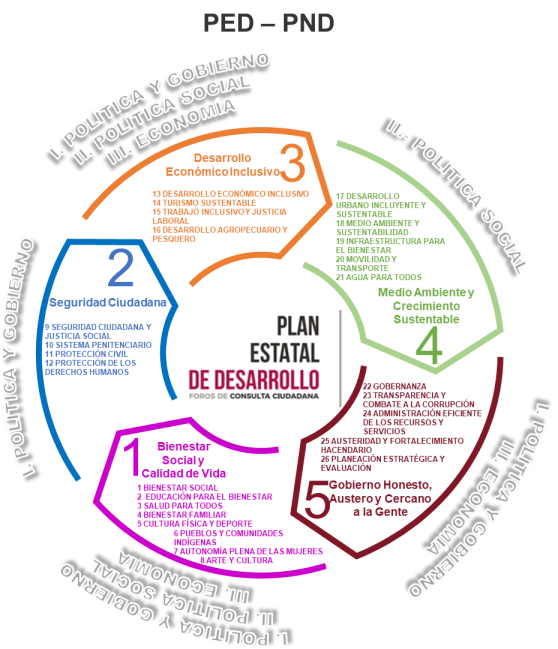 PED – PND
I. POLITICA Y GOBIERNO
II. POLITICA SOCIAL
III. ECONOMIA
3
Desarrollo
Económico Inclusivo
13 DESARROLLO ECONÓMICO INCLUSIVO
14 TURISMO SUSTENTABLE
15 TRABAJO INCLUSIVO Y JUSTICIA
LABORAL
16 DESARROLLO AGROPECUARIO Y
PESQUERO
II.. POLITICA SOCIAL
17 DESARROLLO
URBANO INCLUYENTE Y
SUSTENTABLE
18 MEDIO AMBIENTE Y
SUSTENTABILIDAD
19 INFRAESTRUCTURA PARA
EL BIENESTAR
20 MOVILIDAD Y
TRANSPORTE
21 AGUA PARA TODOS
Medio Ambiente y
Crecimiento
Sustentable
4
I. POLITICA Y GOBIERNO
2
Seguridad Ciudadana
9 SEGURIDAD CIUDADANA Y
JUSTICIA SOCIAL
10 SISTEMA PENITENCIARIO
11 PROTECCIÓN CIVIL
12 PROTECCIÓN DE LOS
DERECHOS HUMANOS
PLAN
ESTATAL
DE DESARROLLO
FOROS DE CONSULTA CIUDADANA
22 GOBERNANZA
23 TRANSPARENCIA Y
COMBATE A LA CORRUPCIÓN
24 ADMINISTRACIÓN EFICIENTE
DE LOS RECURSOS Y
SERVICIOS
25 AUSTERIDAD Y FORTALECIMIENTO
HACENDARIO
26 PLANEACIÓN ESTRATÉGICA Y
EVALUACIÓN
5
Gobierno Honesto,
Austero y Cercano
a la Gente
I. POLITICA Y GOBIERNO
III. ECONOMIA
1
Bienestar
Social y
Calidad de Vida
1 BIENESTAR SOCIAL
2 EDUCACIÓN PARA EL BIENESTAR
3 SALUD PARA TODOS
4 BIENESTAR FAMILIAR
5 CULTURA FÍSICA Y DEPORTE
6 PUEBLOS Y COMUNIDADES
INDÍGENAS
7 AUTONOMÍA PLENA DE LAS MUJERES
8 ARTE Y CULTURA
I. POLITICA Y GOBIERNO
II. POLITICA SOCIAL
III. ECONOMIA